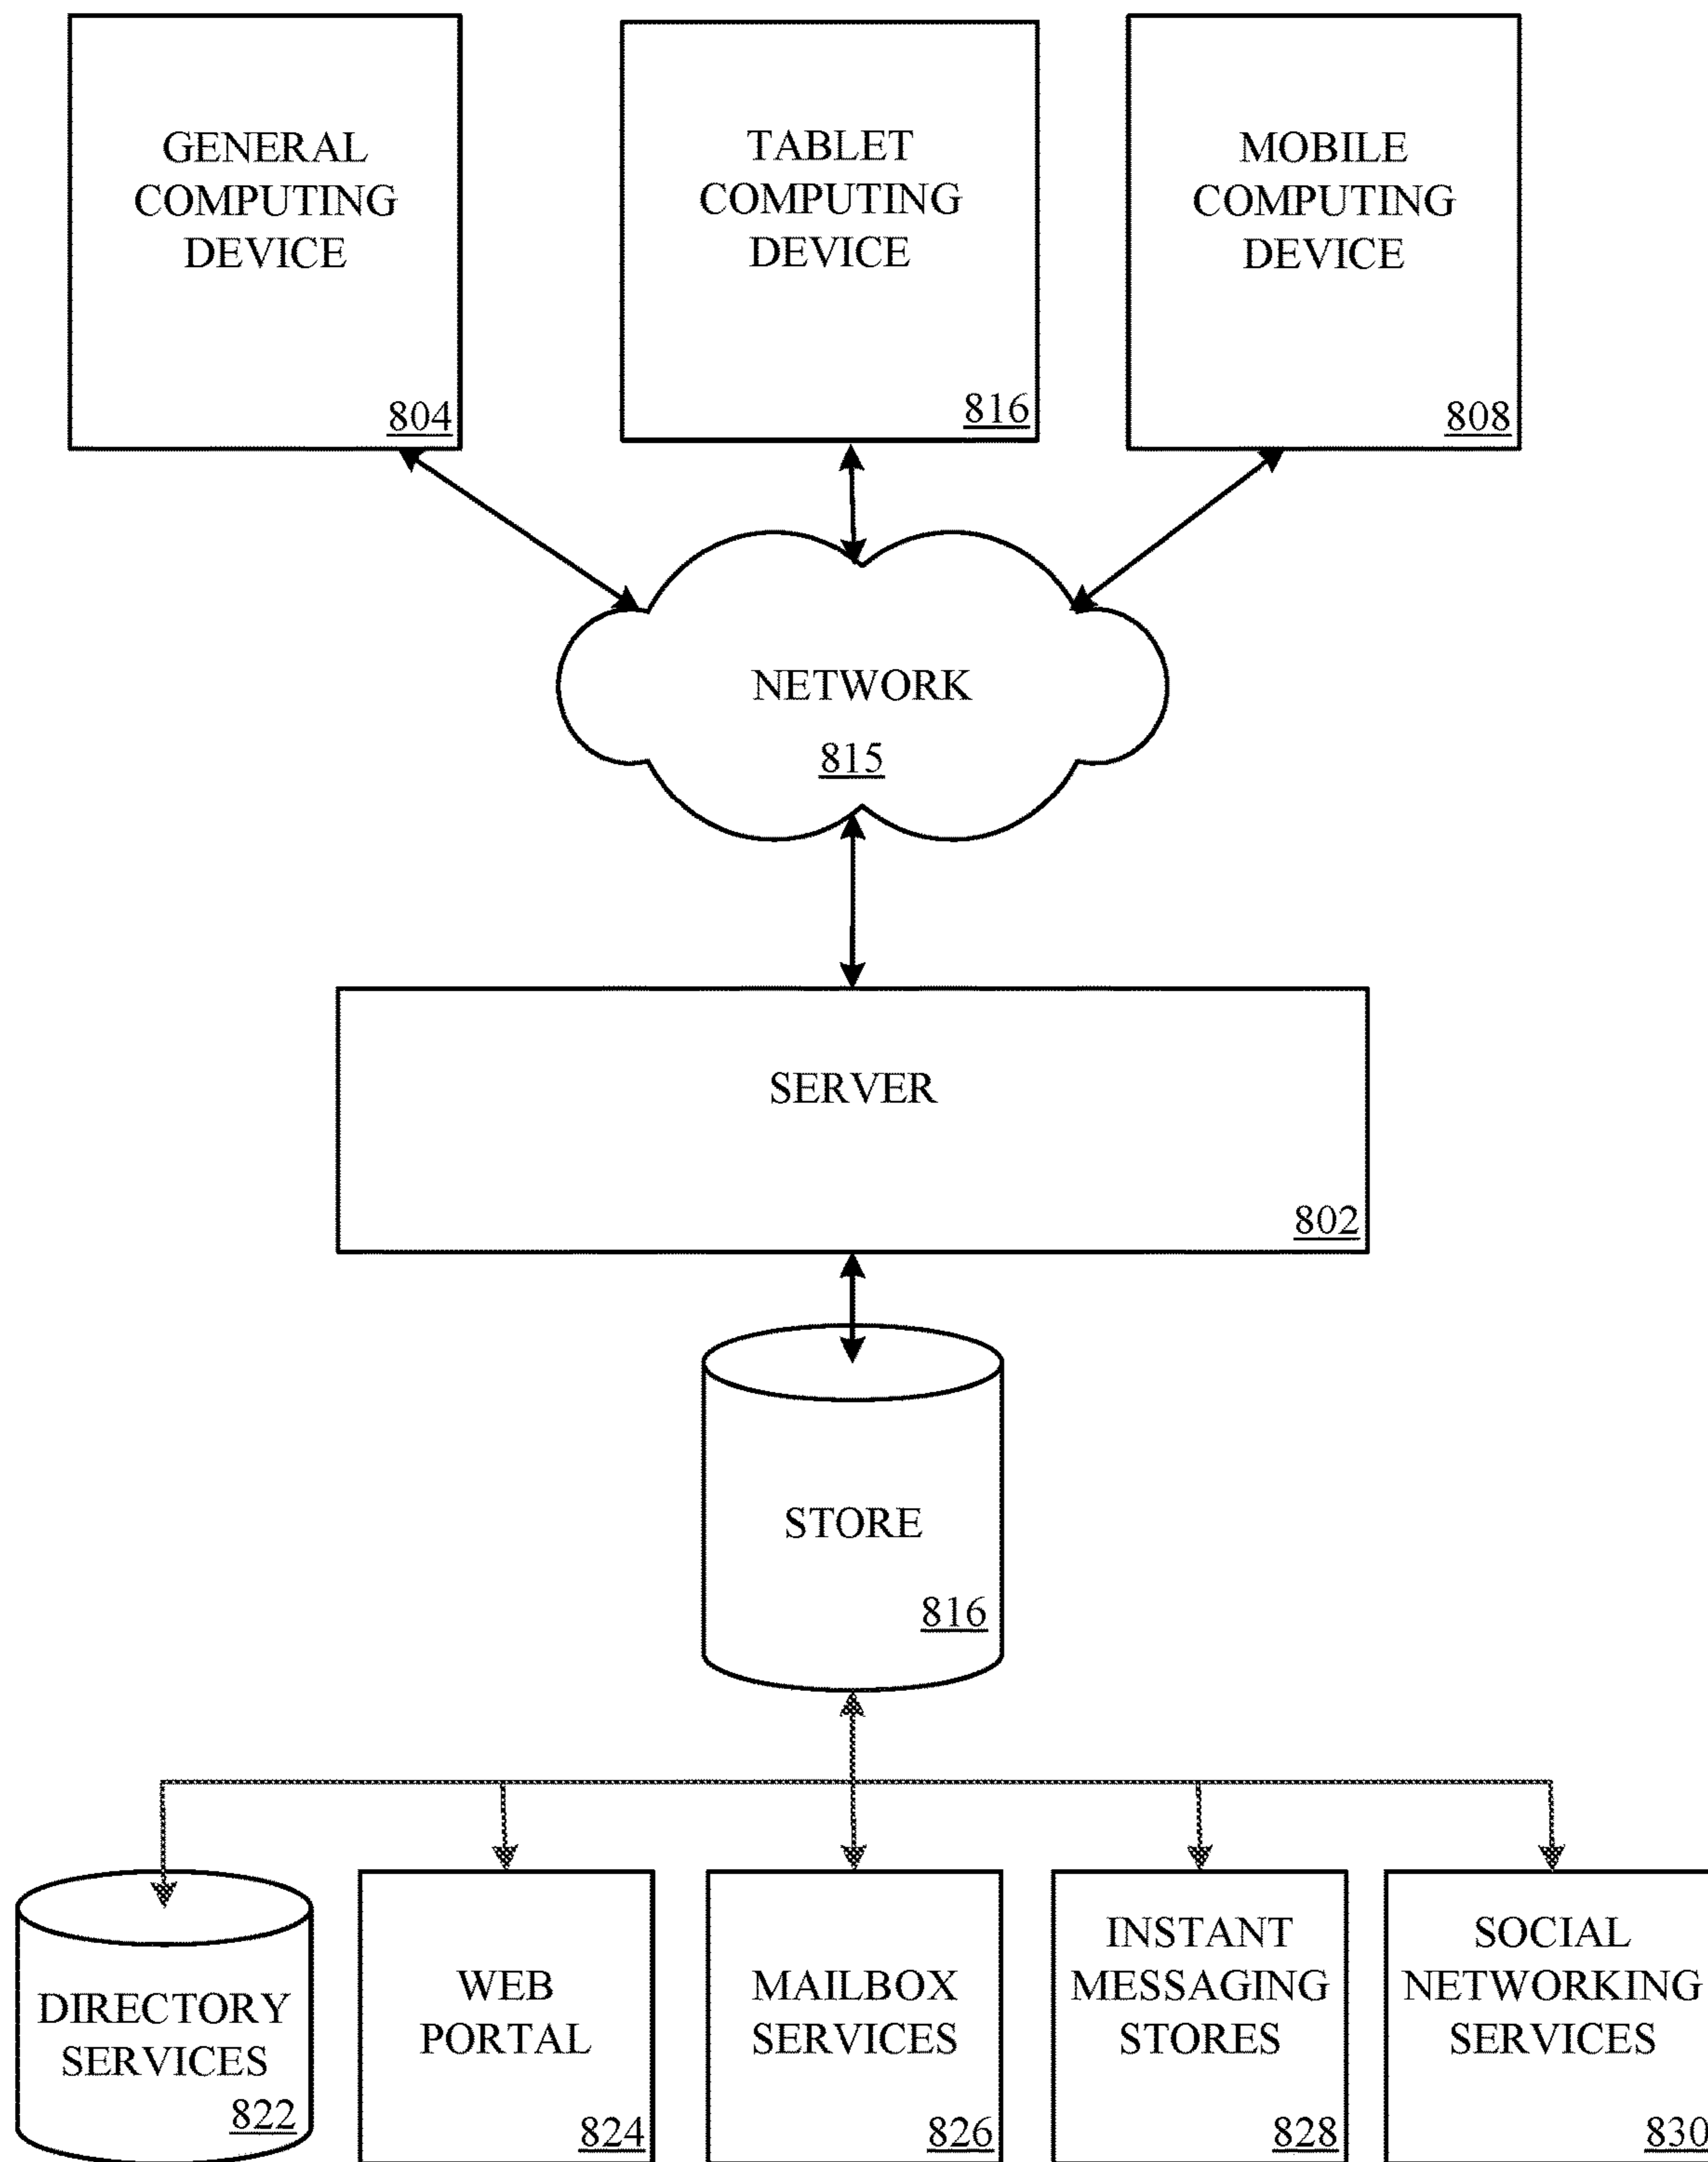 GENERAL
COMPUTING
DEVICE
804
TABLET
COMPUTING
DEVICE
816
MOBILE
COMPUTING
DEVICE
808
NETWORK
815
SERVER
802
STORE
816
DIRECTORY
SERVICES
822
WEB
PORTAL
824
MAILBOX
SERVICES
826
INSTANT
MESSAGING
STORES
828
SOCIAL
NETWORKING
SERVICES
830